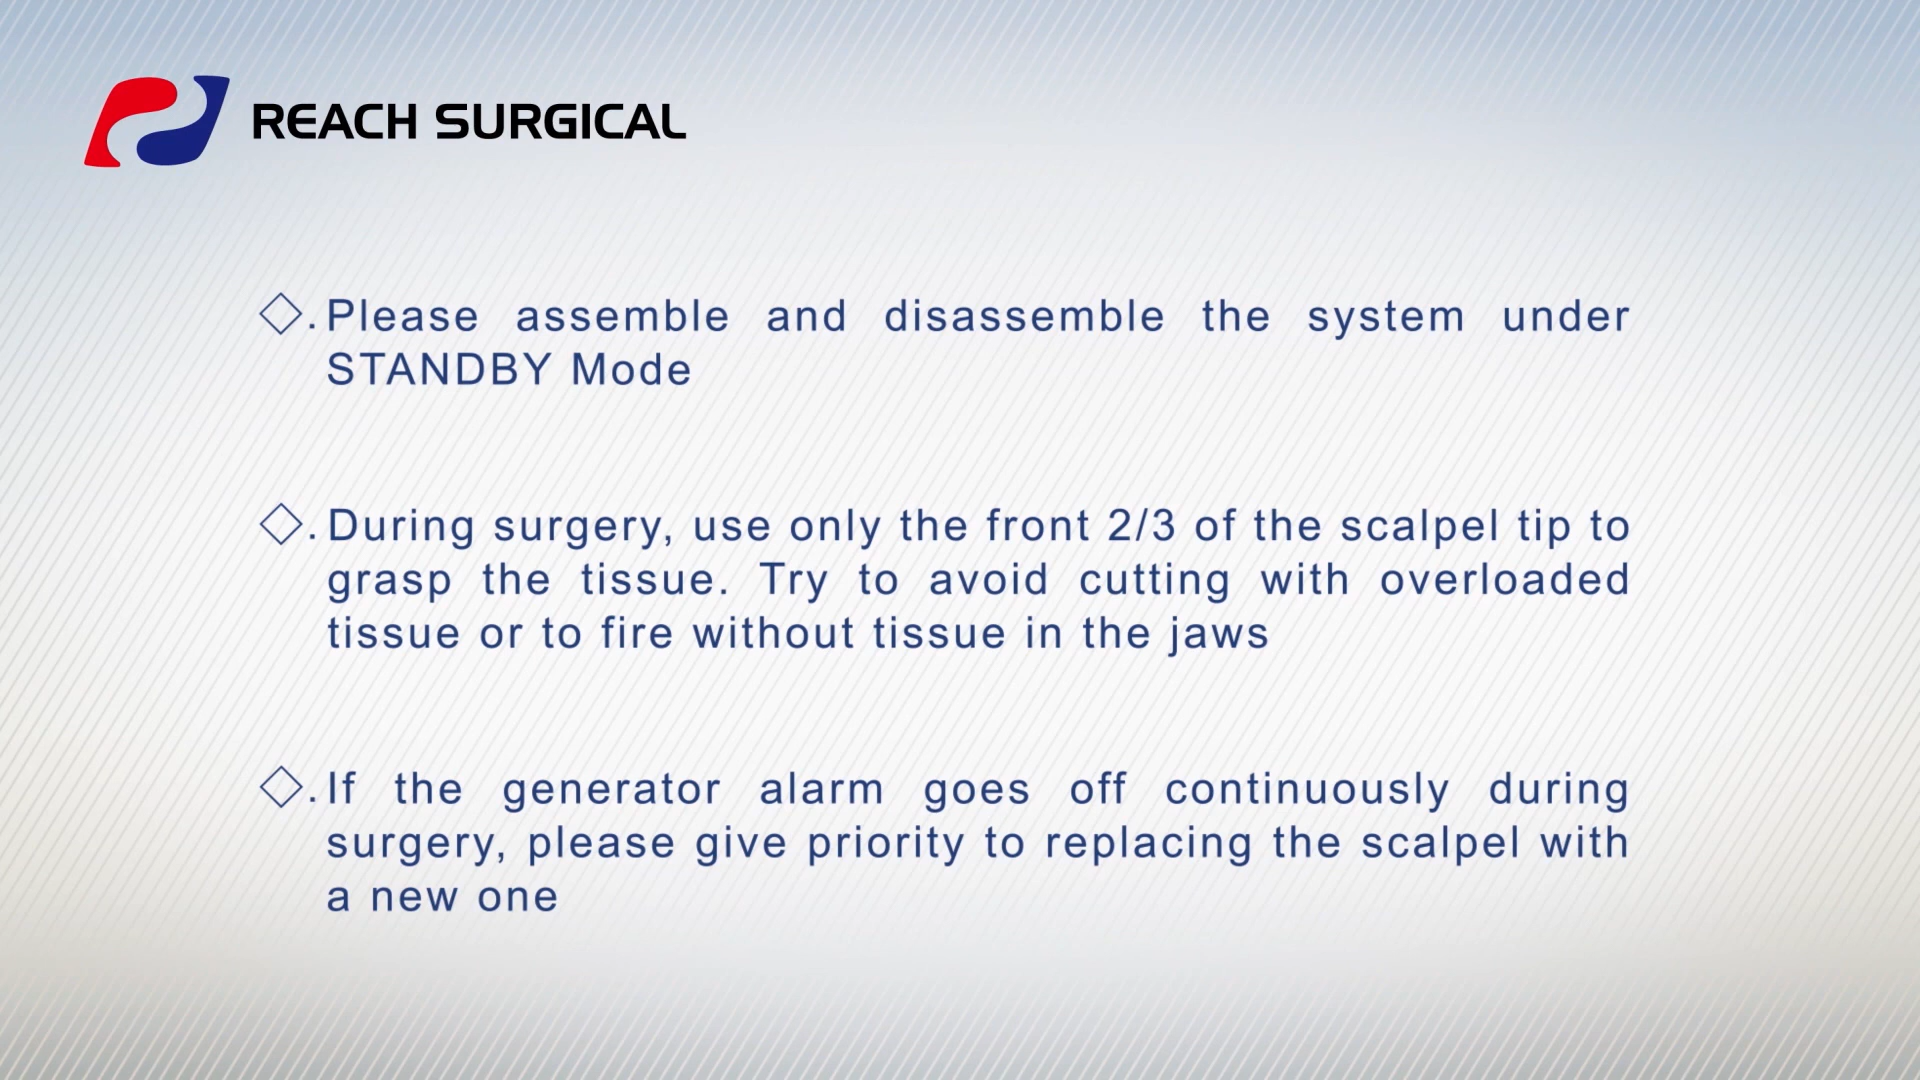 REACH SURGICAL
◇. Please assemble and disassemble the system under
STANDBY Mode
◇. During surgery, use only the front 2/3 of the scalpel tip to
grasp the tissue. Try to avoid cutting with overloaded
tissue or to fire without tissue in the jaws
◇. If the generator alarm goes off continuously during
surgery, please give priority to replacing the scalpel with
a new one